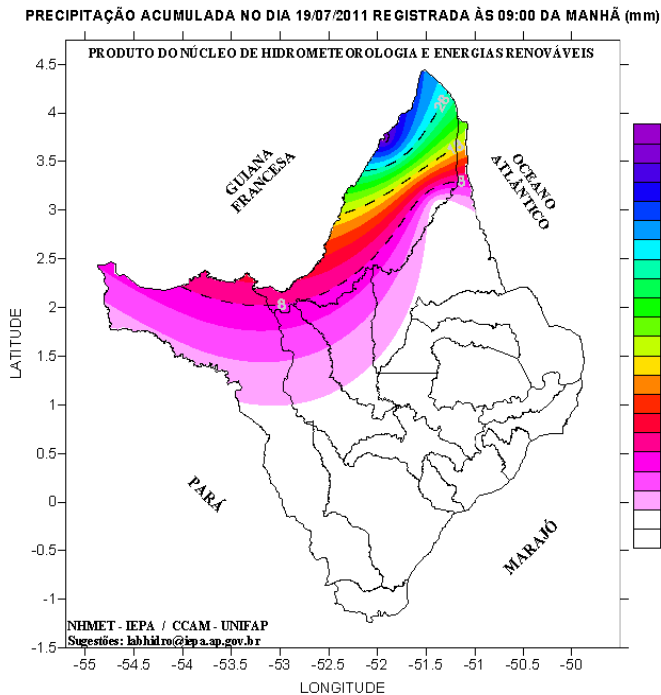 PRECIPITAÇÃO ACUMULADA NO DIA 19/07/2011 REGISTRADA ÀS 09:00 DA MANHÃ (mm)
PRODUTO DO NÚCLEO DE HIDROMETEOROLOGIA E ENERGIAS RENOVÁVEIS
4.5
4
3.5
3
2.5
2
1.5
1
0.5
0
-0.5
-1
-1.5
LATITUDE
GUIANA
FRANCESA
OCEANO
ATLÂNTICO
28
8
8
PARÁ
MARAJÓ
NHMET - IEPA / CCAM - UNIFAP
Sugestões: labhidro@iepa.ap.gov.br
-55 -54.5 -54 -53.5 -53 -52.5 -52 -51.5 -51 -50.5 -50
LONGITUDE